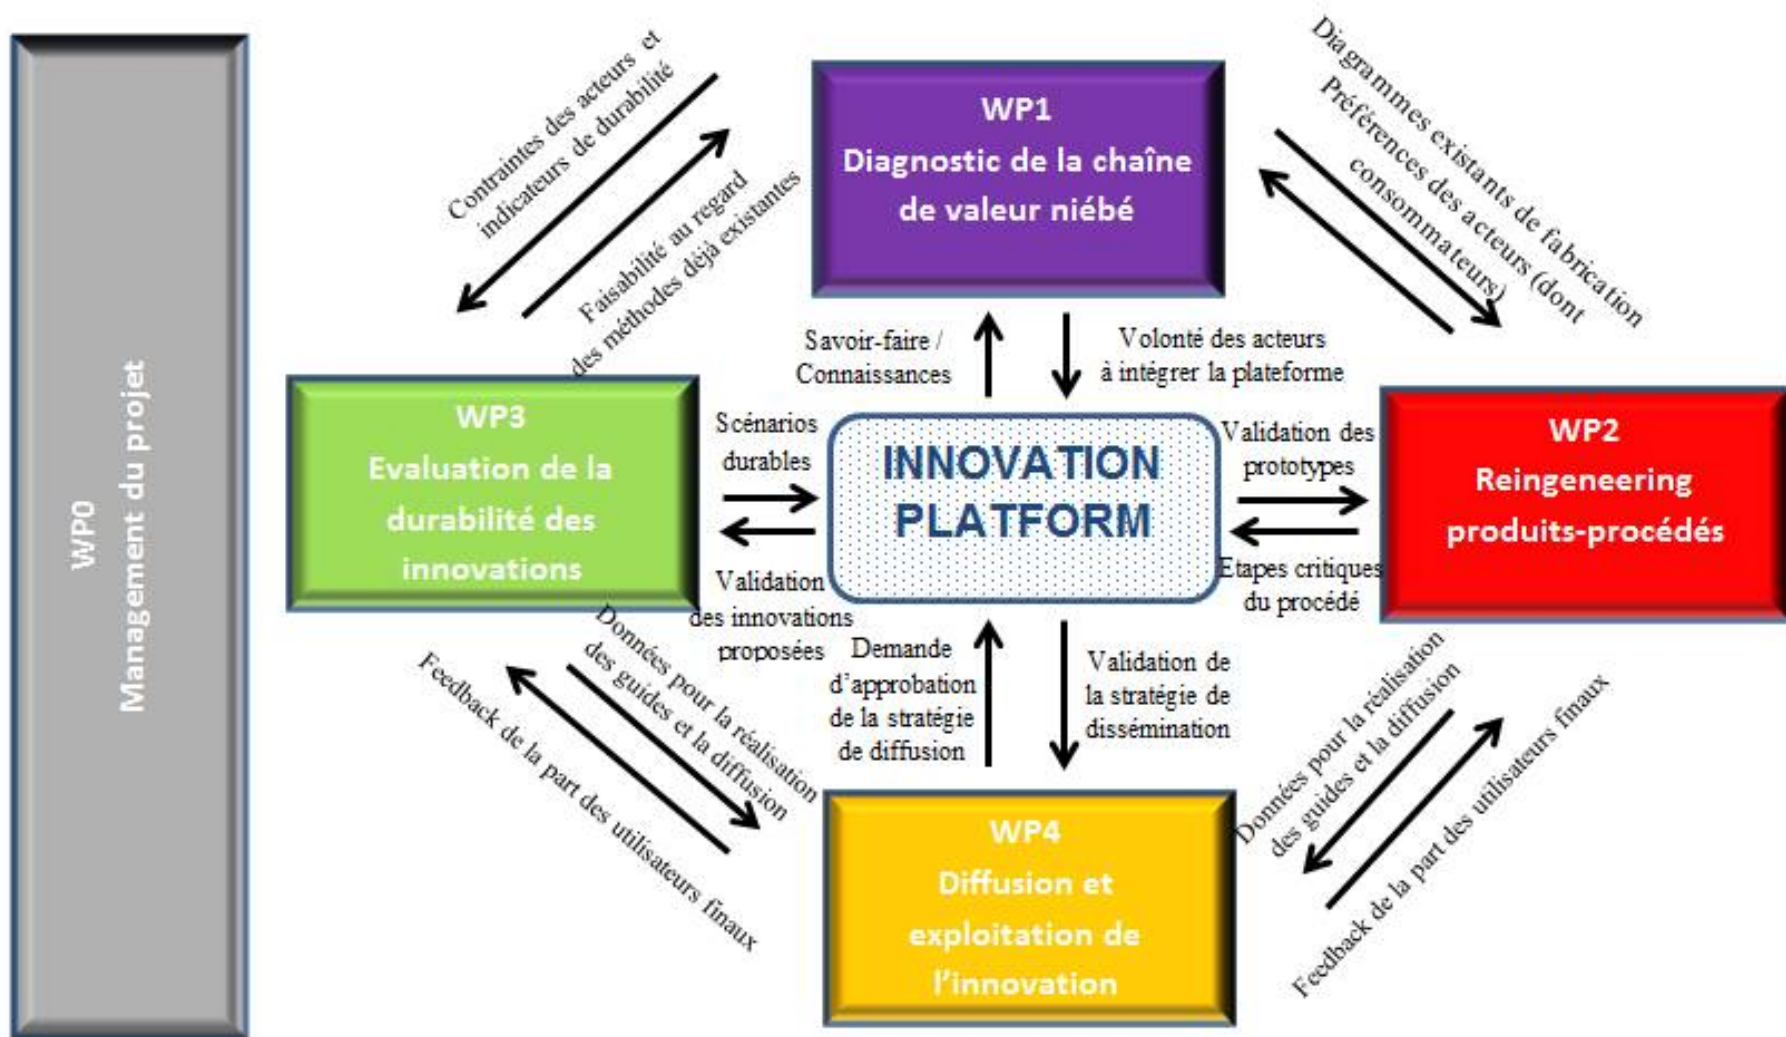 WP0
Management du projet
Contraintes des acteurs et
indicateurs de durabilité
Faisabilité au regard
des méthodes déjà existantes
WP1
Diagnostic de la chaîne
de valeur niébé
Diagrammes existants de fabrication
Préférences des acteurs (dont
consommateurs)
Savoir-faire /
Connaissances
Volonté des acteurs
à intégrer la plateforme
WP3
Evaluation de la
durabilité des
innovations
Scénarios
durables
INNOVATION
PLATFORM
Validation des
prototypes
WP2
Reingeneering
produits-procédés
Validation
des innovations
proposées
Etapes critiques
du procédé
Données pour la réalisation
des guides et la diffusion
Feedback de la part des utilisateurs finaux
Demande
d'approbation
de la stratégie
de diffusion
Validation de
la stratégie de
dissémination
Données pour la réalisation
des guides et la diffusion
Feedback de la part des utilisateurs finaux
WP4
Diffusion et
exploitation de
l'innovation